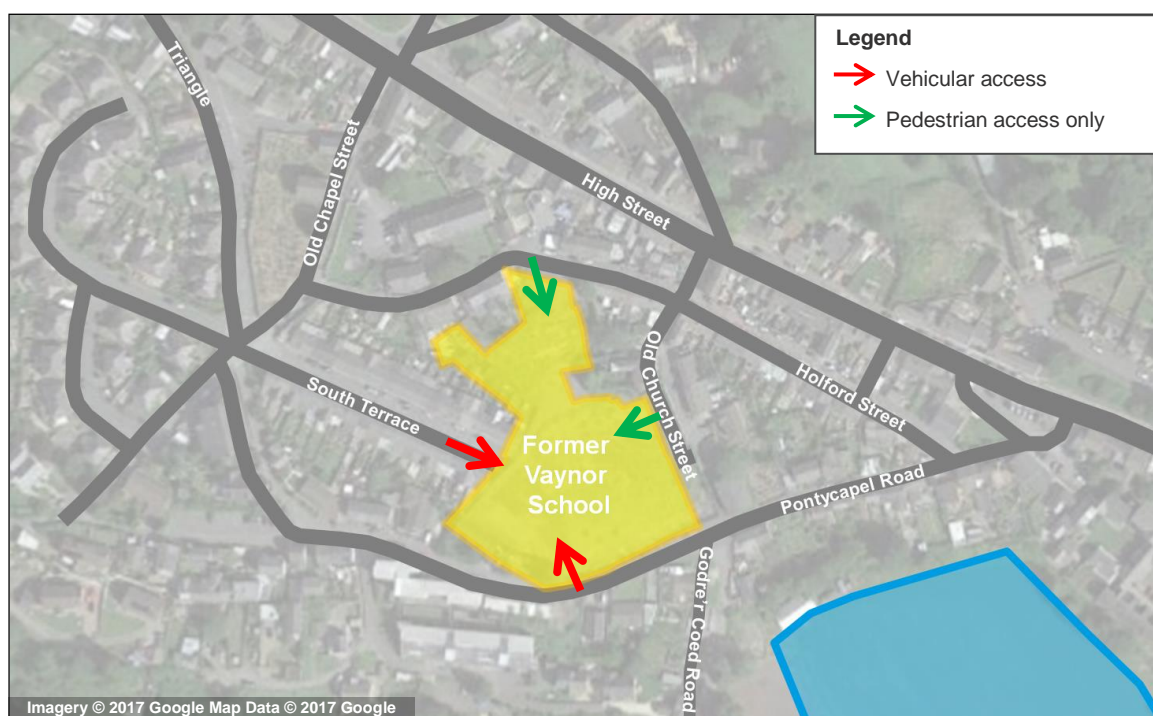 Legend
Vehicular access
Pedestrian access only
Triangle
Old Chapel Street
High Street
South Terrace
Old Church Street
Holford Street
Former
Vaynor
School
Pontycapel Road
Godre'r Coed Road
Imagery © 2017 Google Map Data © 2017 Google